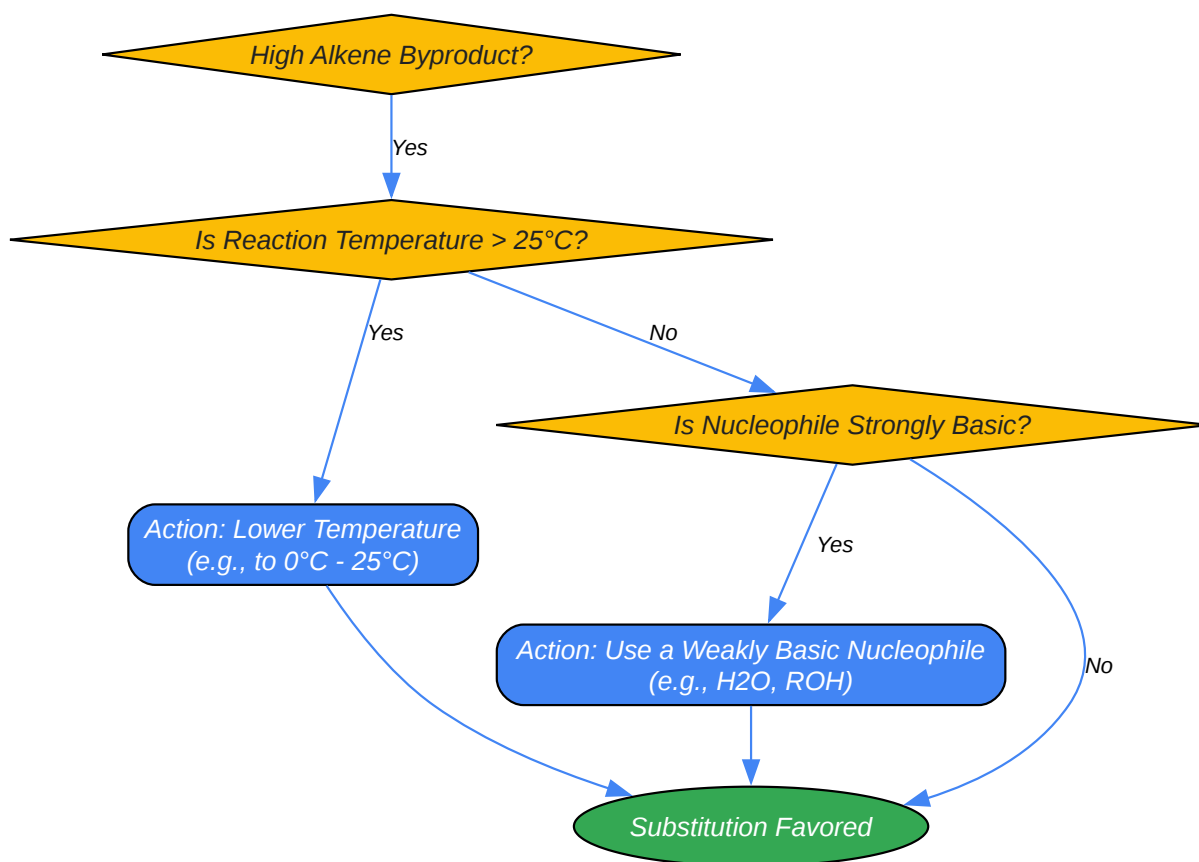 High Alkene Byproduct?
Yes
Is Reaction Temperature > 25°C?
Yes
No
Is Nucleophile Strongly Basic?
Action: Lower Temperature
(e.g., to 0°C - 25°C)
Yes
Action: Use a Weakly Basic Nucleophile
(e.g., H2O, ROH)
No
Substitution Favored